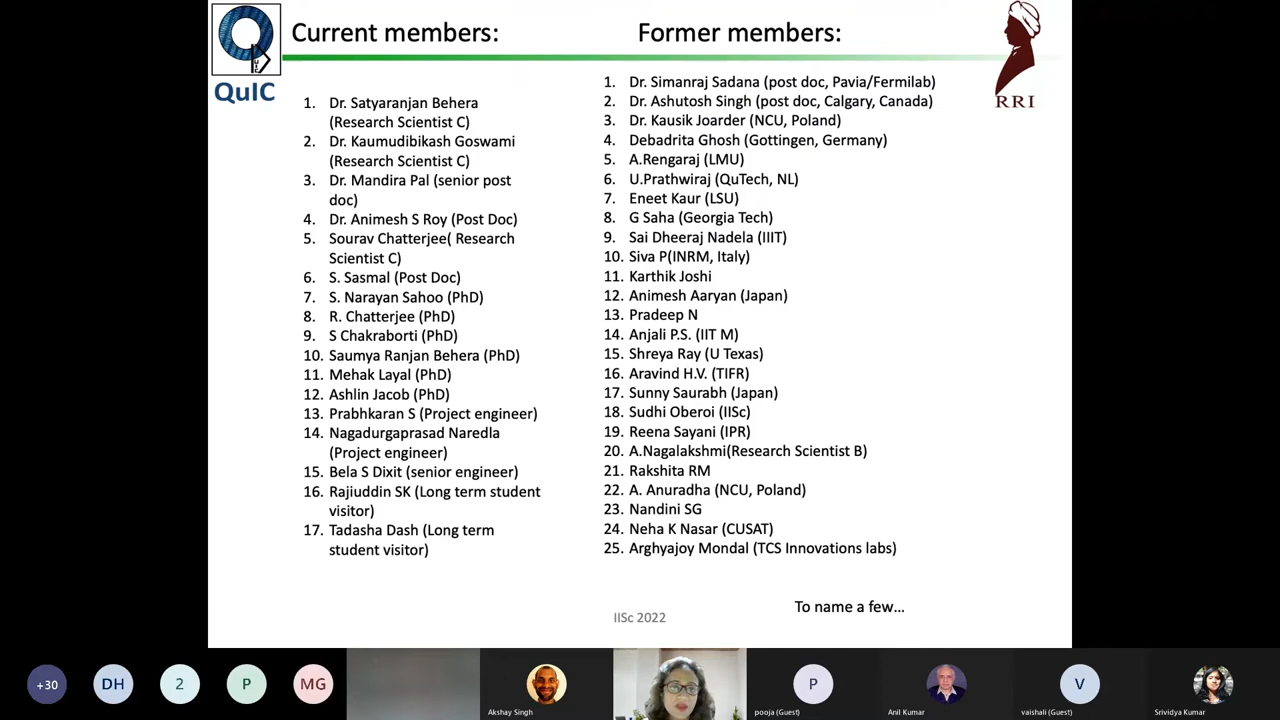 Current members:
Former members:
QuIC
RRI
1. Dr. Satyaranjan Behera
(Research Scientist C)
2. Dr. Kaumudibikash Goswami
(Research Scientist C)
3. Dr. Mandira Pal (senior post
doc)
4. Dr. Animesh S Roy (Post Doc)
5. Sourav Chatterjee( Research
Scientist C)
6. S. Sasmal (Post Doc)
7. S. Narayan Sahoo (PhD)
8. R. Chatterjee (PhD)
9. S Chakraborti (PhD)
10. Saumya Ranjan Behera (PhD)
11. Mehak Layal (PhD)
12. Ashlin Jacob (PhD)
13. Prabhkaran S (Project engineer)
14. Nagadurgaprasad Naredla
(Project engineer)
15. Bela S Dixit (senior engineer)
16. Rajiuddin SK (Long term student
visitor)
17. Tadasha Dash (Long term
student visitor)
1. Dr. Simanraj Sadana (post doc, Pavia/Fermilab)
2. Dr. Ashutosh Singh (post doc, Calgary, Canada)
3. Dr. Kausik Joarder (NCU, Poland)
4. Debadrita Ghosh (Gottingen, Germany)
5. A.Rengaraj (LMU)
6. U.Prathwiraj (QuTech, NL)
7. Eneet Kaur (LSU)
8. G Saha (Georgia Tech)
9. Sai Dheeraj Nadela (IIIT)
10. Siva P(INRM, Italy)
11. Karthik Joshi
12. Animesh Aaryan (Japan)
13. Pradeep N
14. Anjali P.S. (IIT M)
15. Shreya Ray (U Texas)
16. Aravind H.V. (TIFR)
17. Sunny Saurabh (Japan)
18. Sudhi Oberoi (IISc)
19. Reena Sayani (IPR)
20. A.Nagalakshmi(Research Scientist B)
21. Rakshita RM
22. A. Anuradha (NCU, Poland)
23. Nandini SG
24. Neha K Nasar (CUSAT)
25. Arghyajoy Mondal (TCS Innovations labs)
To name a few...
IISc 2022
+30
DH
2
P
MG
Akshay Singh
P
pooja (Guest)
Anil Kumar
V
vaishali (Guest)
Srividya Kumar